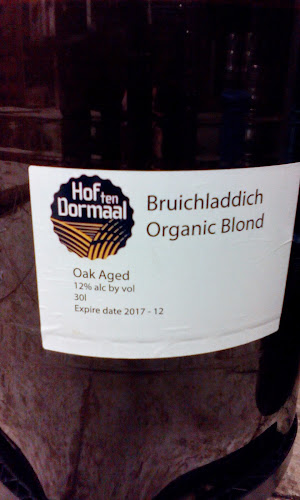 Hof ten
Dormaal
Bruichladdich
Organic Blond
Oak Aged
12% alc by vol
30l
Expire date 2017 - 12